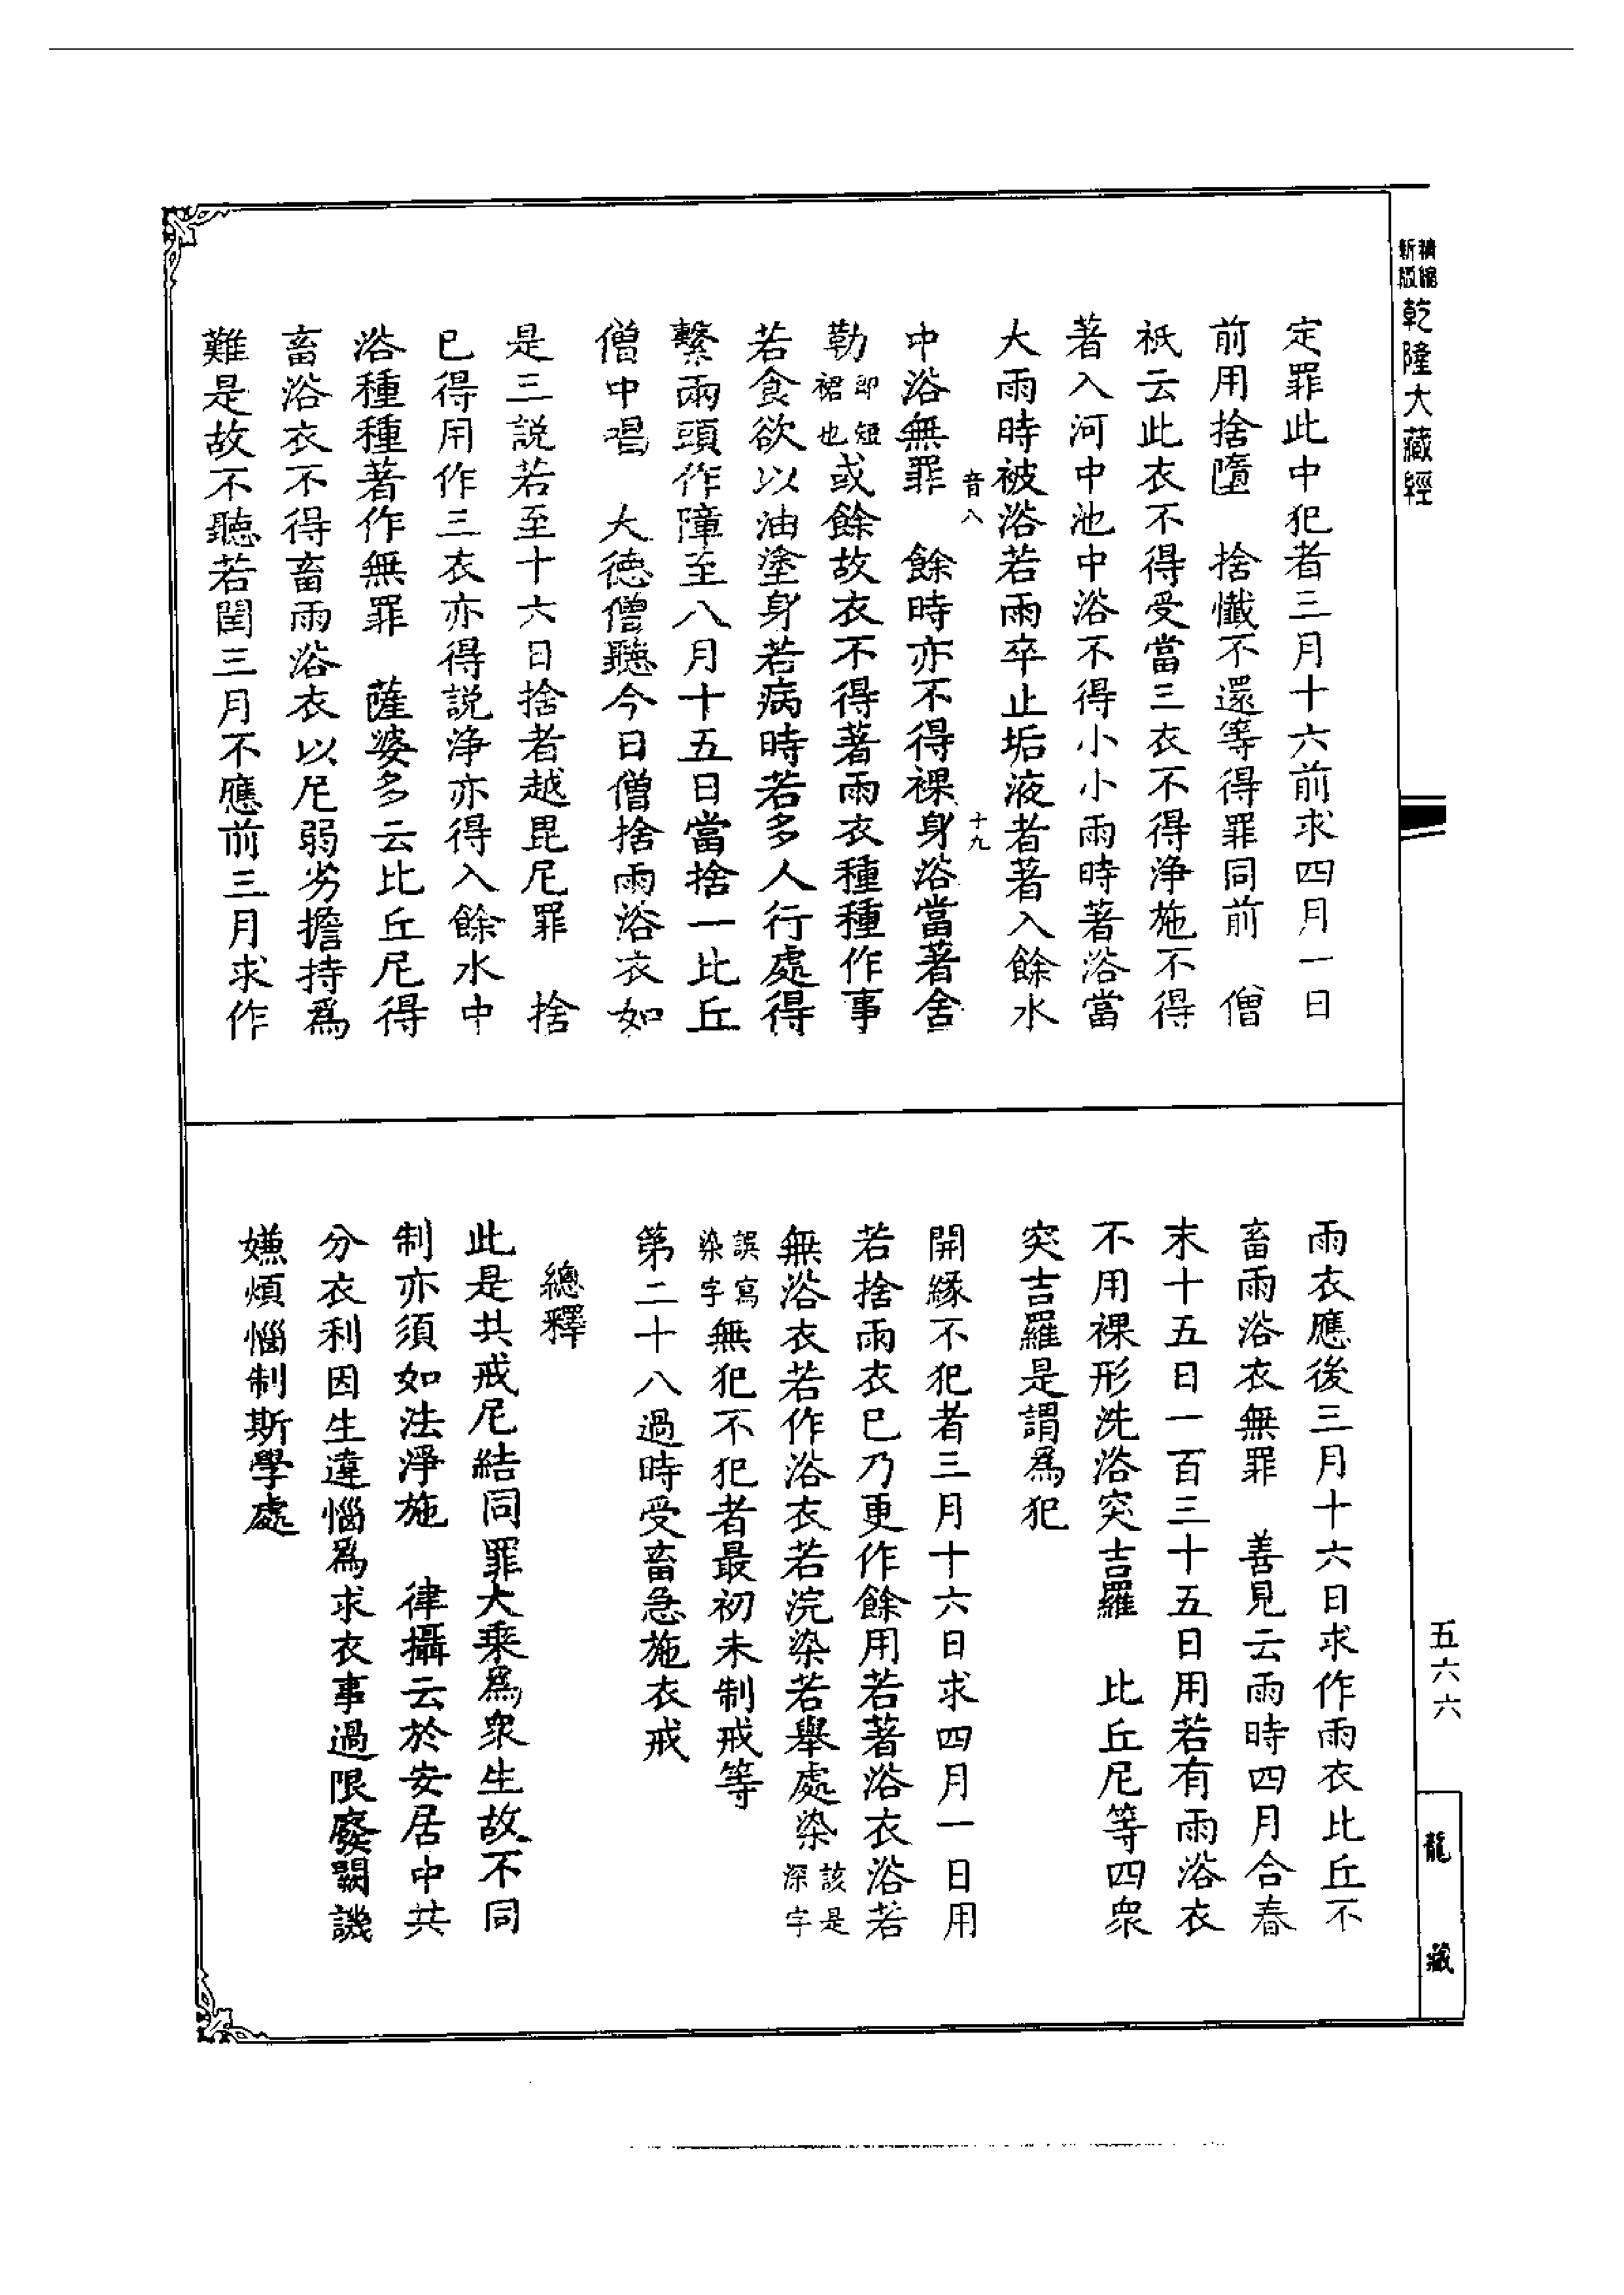 精縮
新版
乾隆大藏經
定罪此中犯者三月十六前求四月一日
前用捨墮　捨懺不還等得罪同前　僧
祇云此衣不得受當三衣不得淨施不得
著入河中池中浴不得小小雨時著浴當
大雨時被浴若雨卒止垢液者著入餘水
音八
十九
中浴無罪　餘時亦不得裸身浴當著舍
勒即短裙也或餘故衣不得著雨衣種種作事
若食欲以油塗身若病時若多人行處得
繫兩頭作障至八月十五日當捨一比丘
僧中唱　大德僧聽今日僧捨雨浴衣如
是三說若至十六日捨者越毘尼罪　捨
已得用作三衣亦得說淨亦得入餘水中
浴種種著作無罪　薩婆多云比丘尼得
畜浴衣不得畜雨浴衣以尼弱劣擔持為
難是故不聽若閏三月不應前三月求作
雨衣應後三月十六日求作雨衣比丘不
畜雨浴衣無罪　善見云雨時四月合春
末十五日一百三十五日用若有雨浴衣
不用裸形洗浴突吉羅　比丘尼等四眾
突吉羅是謂為犯
開緣不犯者三月十六日求四月一日用
若捨雨衣已乃更作餘用若著浴衣浴若
無浴衣若作浴衣若浣染若舉處染該是深字
誤寫染字無犯不犯者最初未制戒等
第二十八過時受畜急施衣戒
總釋
此是共戒尼結同罪大乘為眾生故不同
制亦須如法淨施　律攝云於安居中共
分衣利因生違惱為求衣事過限廢闕譏
嫌煩惱制斯學處
五六六
龍藏